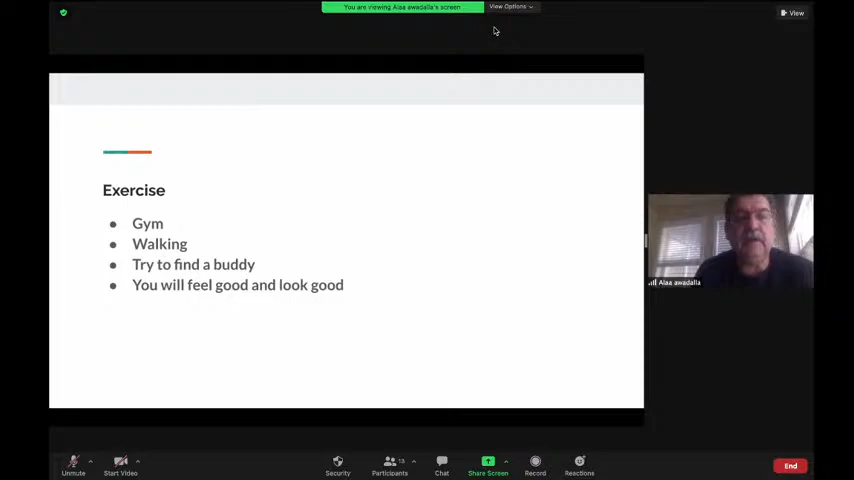 You are viewing Alaa awadalla's screen
View Options
View
Exercise
Gym
Walking
Try to find a buddy
You will feel good and look good
Alaa awadalla
Unmute
Start Video
Security
13
Participants
Chat
Share Screen
Record
Reactions
End